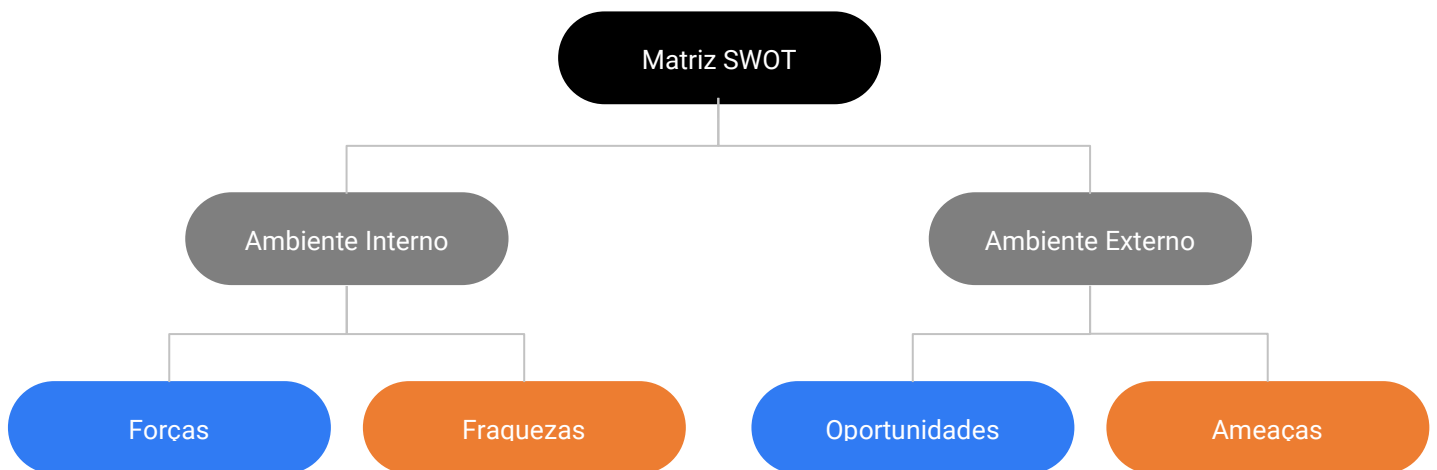 Matriz SWOT
Ambiente Interno
Ambiente Externo
Forças
Fraquezas
Oportunidades
Ameaças